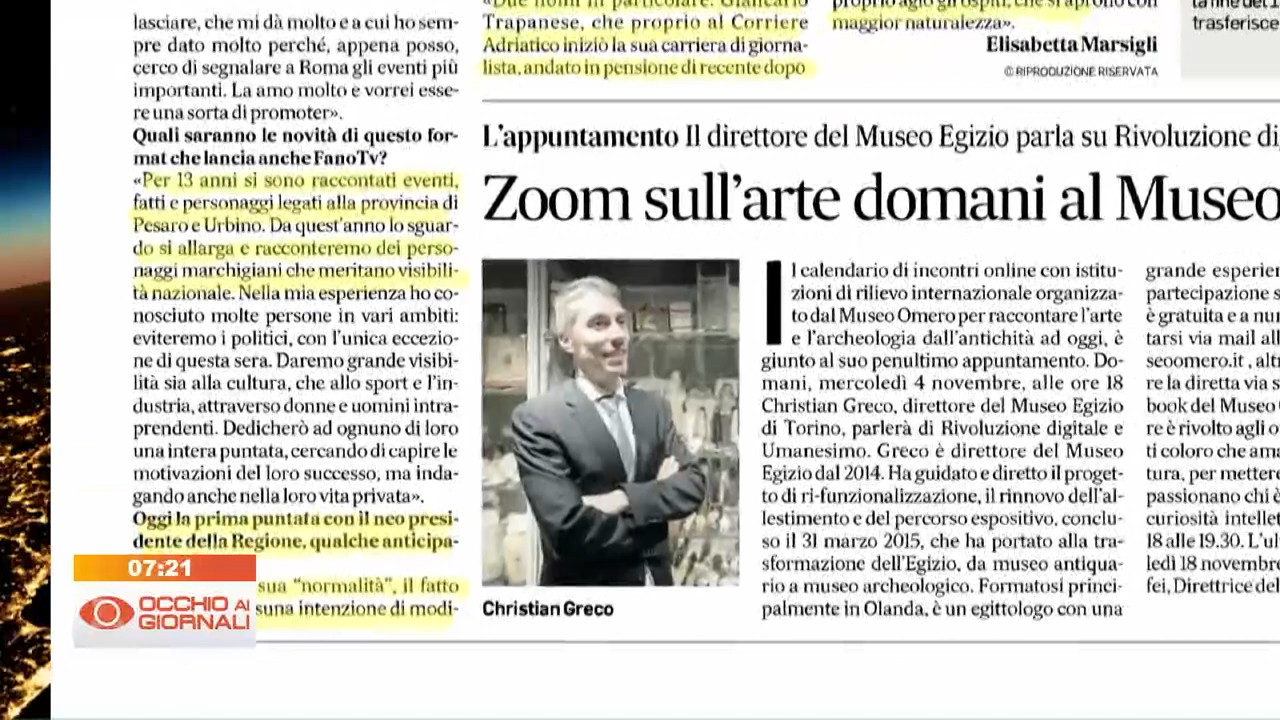 lasciare, che mi dà molto e a cui ho sem-
pre dato molto perché, appena posso,
cerco di segnalare a Roma gli eventi più
importanti. La amo molto e vorrei esse-
re una sorta di promoter».
Quali saranno le novità di questo for-
mat che lancia anche FanoTv?
«Per 13 anni si sono raccontati eventi,
fatti e personaggi legati alla provincia di
Pesaro e Urbino. Da quest'anno lo sguar-
do si allarga e racconteremo dei perso-
naggi marchigiani che meritano visibili-
tà nazionale. Nella mia esperienza ho co-
nosciuto molte persone in vari ambiti:
eviteremo i politici, con l'unica eccezio-
ne di questa sera. Daremo grande visibi-
lità sia alla cultura, che allo sport e l'in-
dustria, attraverso donne e uomini intra-
prendenti. Dedicherò ad ognuno di loro
una intera puntata, cercando di capire le
motivazioni del loro successo, ma inda-
gando anche nella loro vita privata».
Oggi la prima puntata con il neo presi-
dente della Regione, qualche anticipa-
sua "normalità", il fatto
suna intenzione di modi-
«Due nomi in particolare: Giancarlo
Trapanese, che proprio al Corriere
Adriatico iniziò la sua carriera di giorna-
lista, andato in pensione di recente dopo
proprio agio gli ospiti, che si aprono con
maggior naturalezza».
Elisabetta Marsigli
© RIPRODUZIONE RISERVATA
trasferisce
L'appuntamento Il direttore del Museo Egizio parla su Rivoluzione di
Zoom sull'arte domani al Museo
Christian Greco
Il calendario di incontri online con istitu-
zioni di rilievo internazionale organizza-
to dal Museo Omero per raccontare l'arte
e l'archeologia dall'antichità ad oggi, è
giunto al suo penultimo appuntamento. Do-
mani, mercoledì 4 novembre, alle ore 18
Christian Greco, direttore del Museo Egizio
di Torino, parlerà di Rivoluzione digitale e
Umanesimo. Greco è direttore del Museo
Egizio dal 2014. Ha guidato e diretto il proget-
to di ri-funzionalizzazione, il rinnovo dell'al-
lestimento e del percorso espositivo, conclu-
so il 31 marzo 2015, che ha portato alla tra-
sformazione dell'Egizio, da museo antiqua-
rio a museo archeologico. Formatosi princi-
palmente in Olanda, è un egittologo con una
grande esperien
partecipazione s
è gratuita e a nu
tarsi via mail all
seoomero.it , altr
re la diretta via s
book del Museo
re è rivolto agli o
ti coloro che ama
tura, per mettere
passionano chi è
curiosità intellet
18 alle 19.30. L'ul
ledì 18 novembre
fei, Direttrice del
07:21
OCCHIO AI
GIORNALI